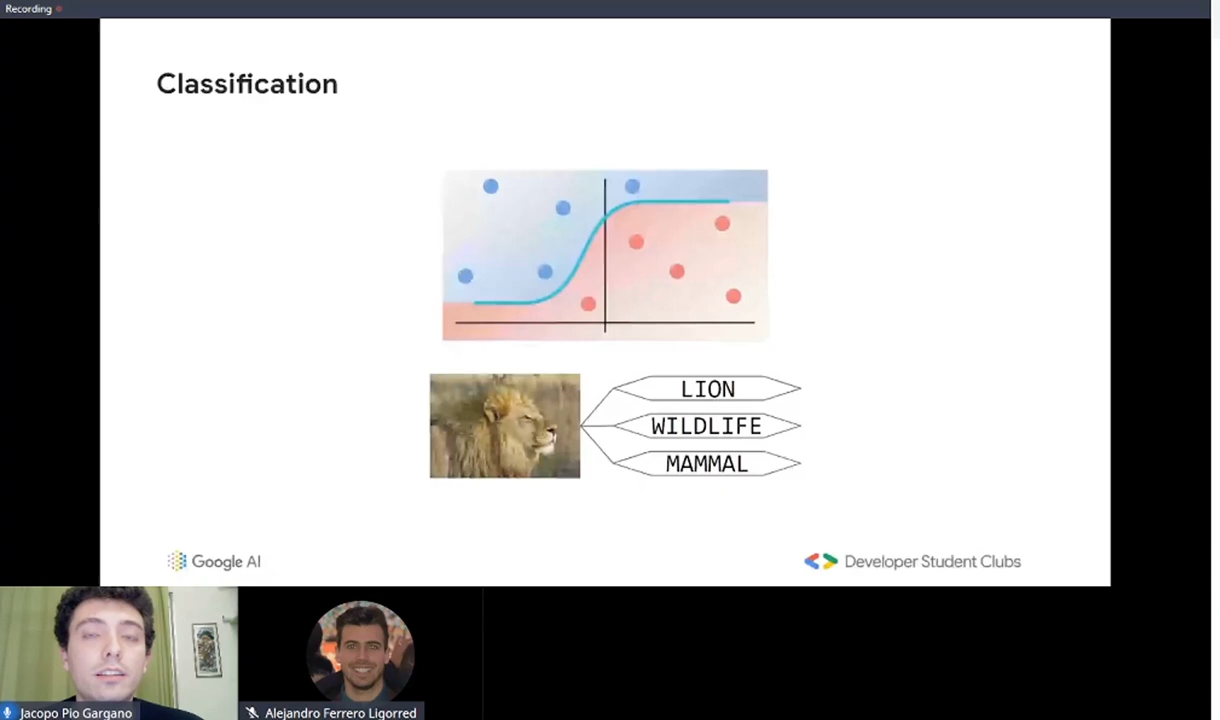 Recording
Classification
LION
WILDLIFE
MAMMAL
Google AI
Developer Student Clubs
Jacopo Pio Gargano
Alejandro Ferrero Ligorred